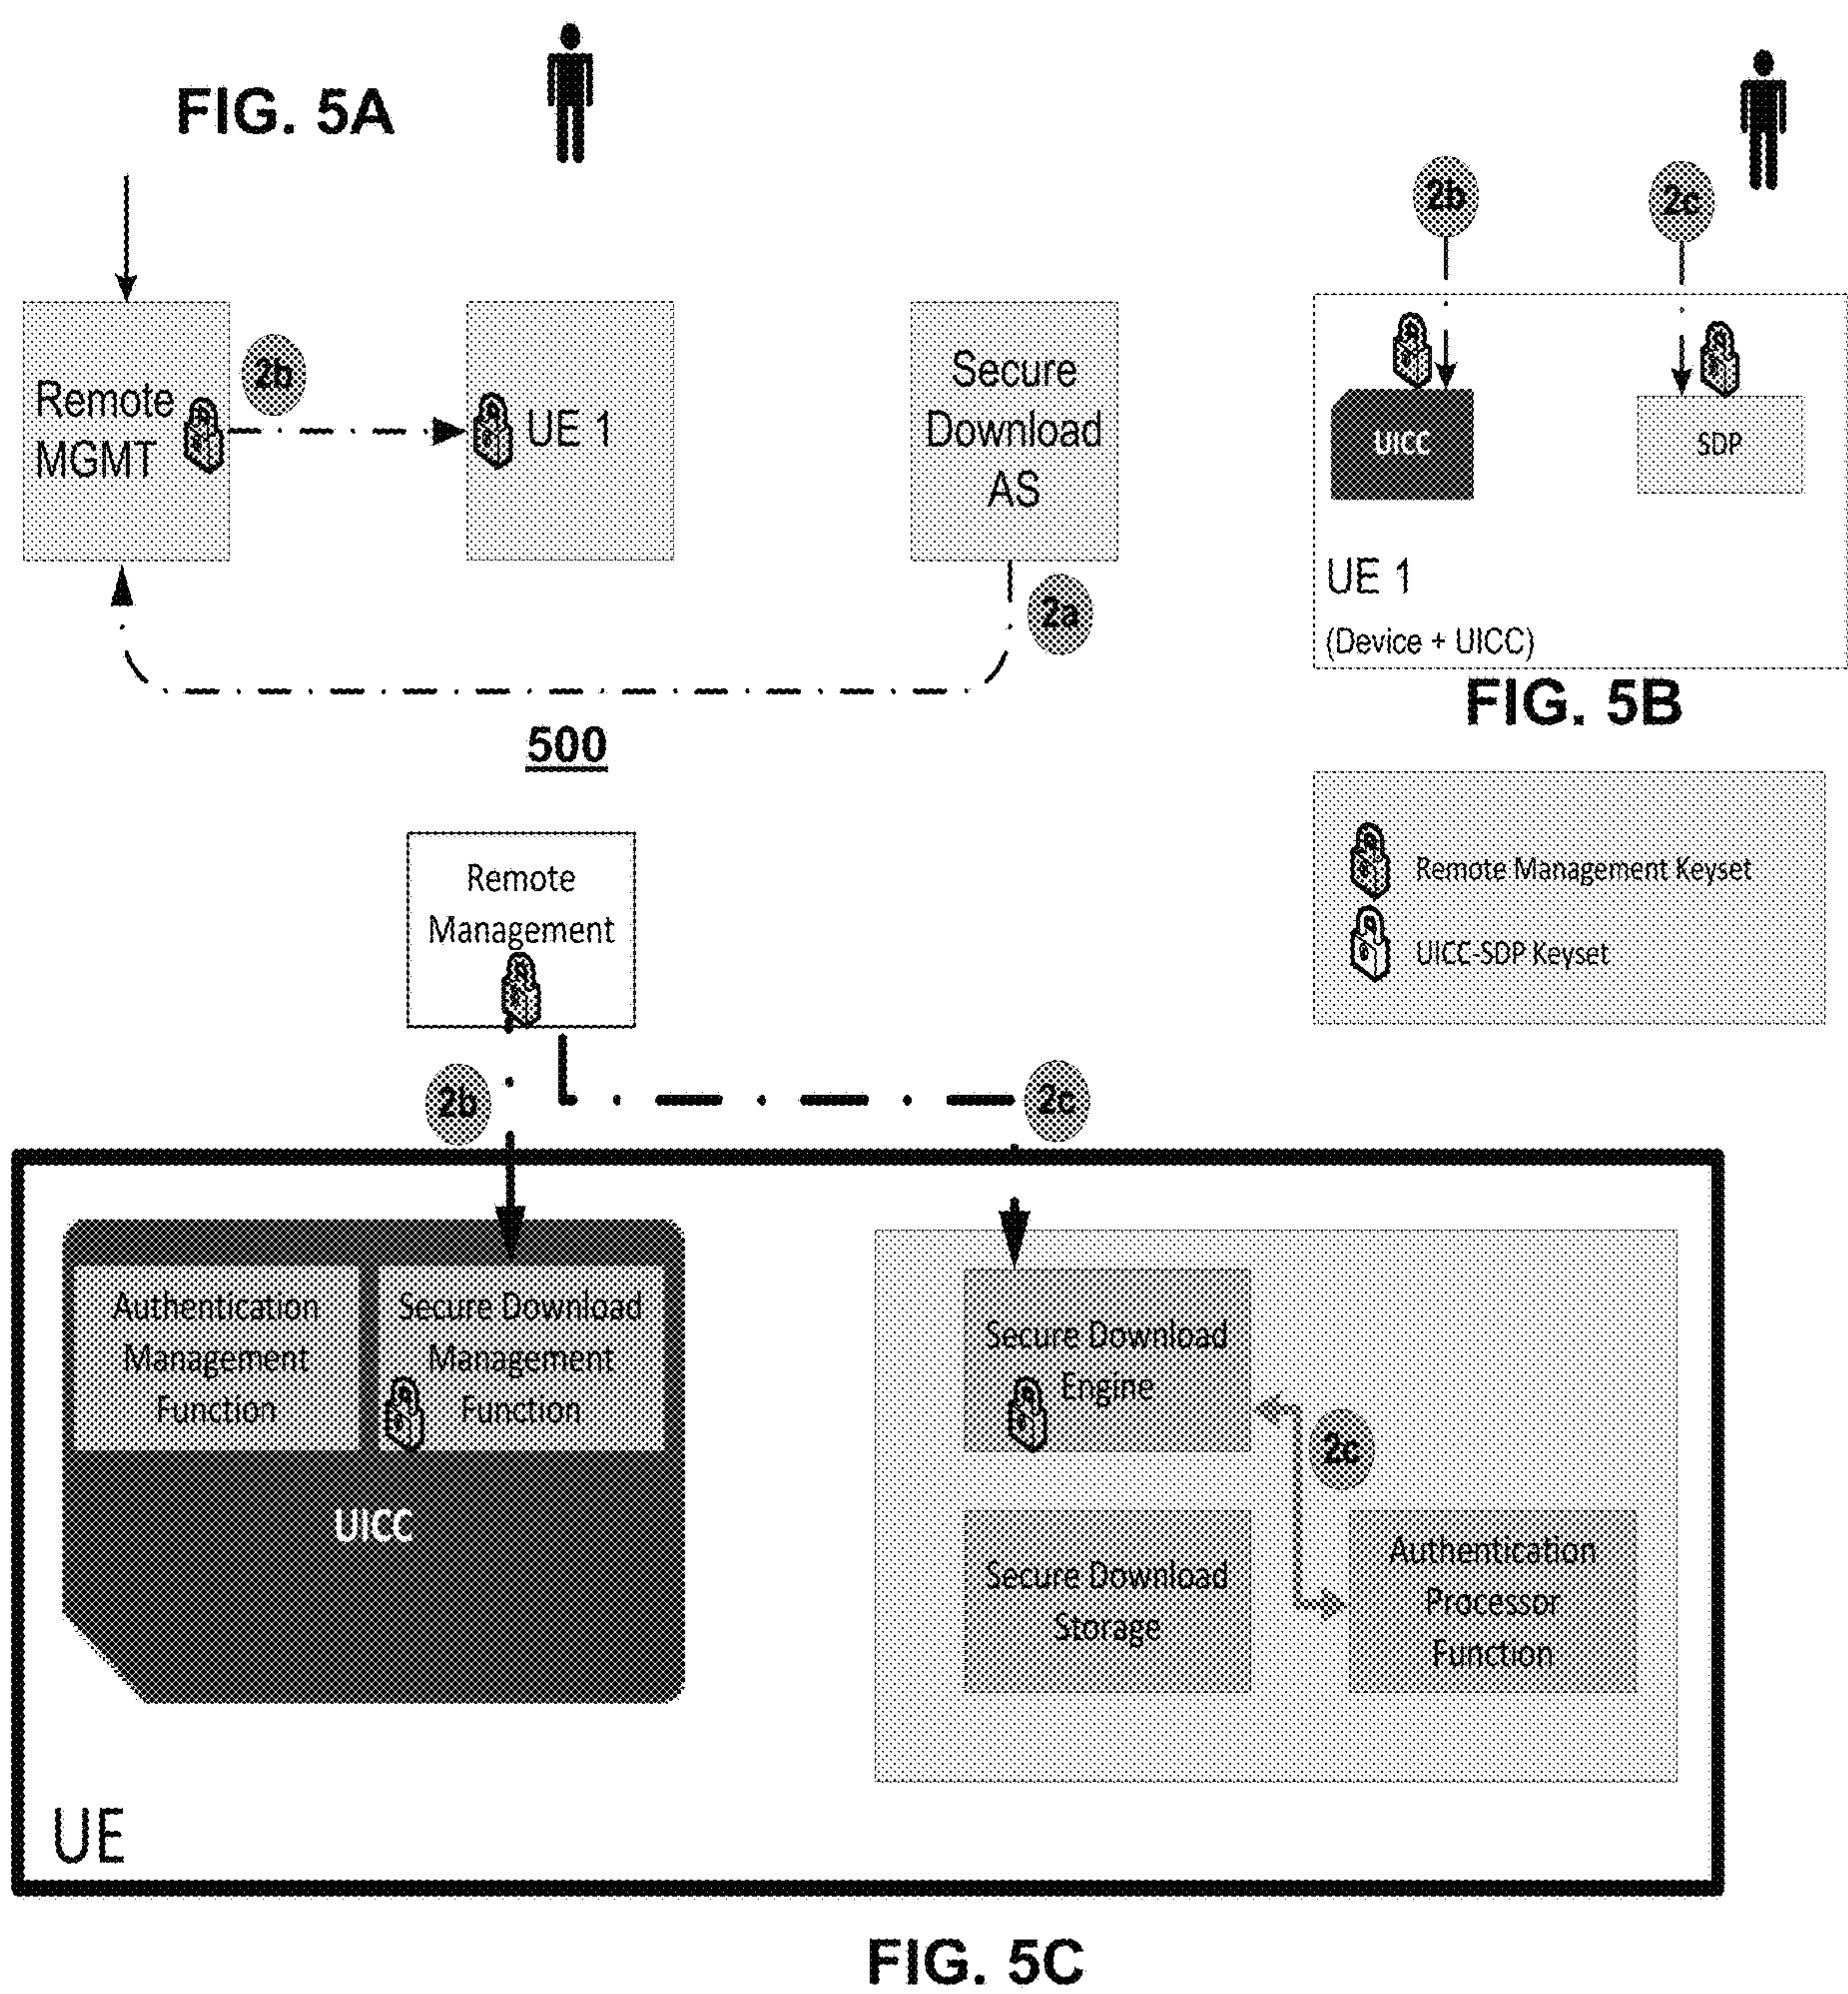 FIG. 5A
Remote
MGMT
2b
UE 1
Secure
Download
AS
2a
500
2b
2c
UICC
SDP
UE 1
(Device + UICC)
FIG. 5B
Remote Management Keyset
UICC-SDP Keyset
Remote
Management
2b
2c
Authentication
Management
Function
Secure Download
Management
Function
UICC
Secure Download
Engine
2c
Secure Download
Storage
Authentication
Processor
Function
UE
FIG. 5C